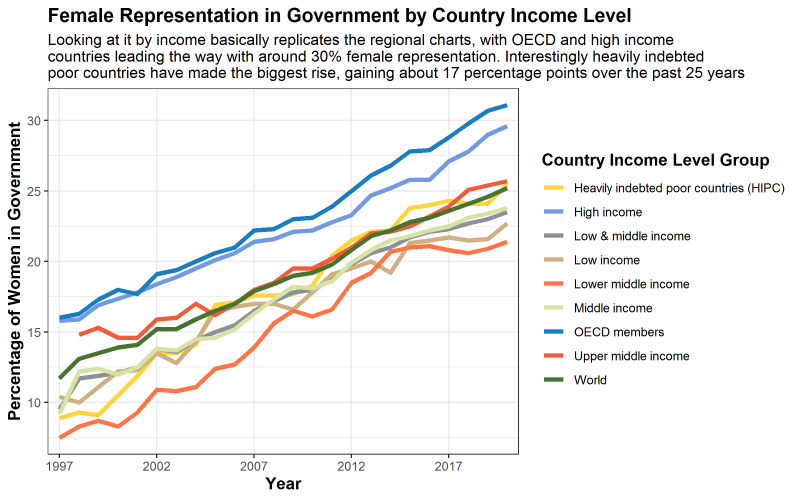 Female Representation in Government by Country Income Level
Looking at it by income basically replicates the regional charts, with OECD and high income
countries leading the way with around 30% female representation. Interestingly heavily indebted
poor countries have made the biggest rise, gaining about 17 percentage points over the past 25 years
Percentage of Women in Government
30
25
20
15
10
1997
2002
2007
2012
2017
Year
Country Income Level Group
Heavily indebted poor countries (HIPC)
High income
Low & middle income
Low income
Lower middle income
Middle income
OECD members
Upper middle income
World